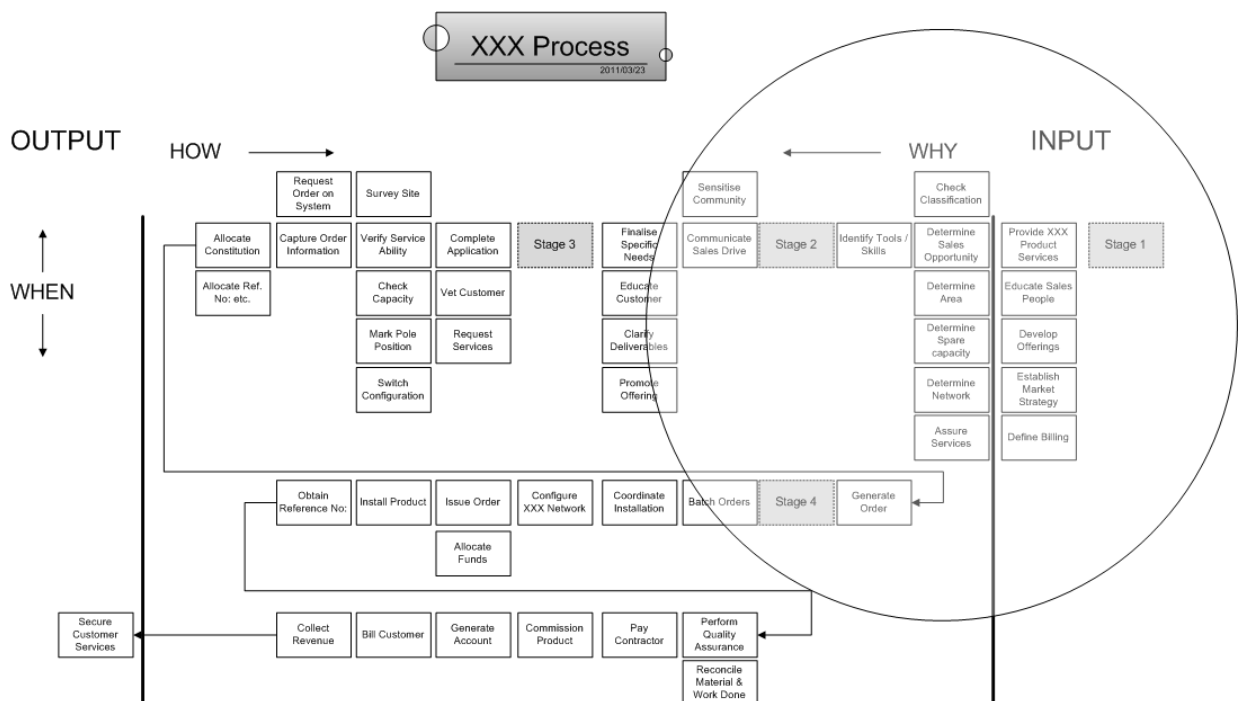 XXX Process
2011/03/23
OUTPUT
HOW
WHY
INPUT
WHEN
Request
Order on
System
Survey Site
Sensitise
Community
Check
Classification
Allocate
Constitution
Capture Order
Information
Verify Service
Ability
Complete
Application
Stage 3
Finalise
Specific
Needs
Communicate
Sales Drive
Stage 2
Identify Tools /
Skills
Determine
Sales
Opportunity
Provide XXX
Product
Services
Stage 1
Allocate Ref.
No: etc.
Check
Capacity
Vet Customer
Educate
Customer
Determine
Area
Educate Sales
People
Mark Pole
Position
Request
Services
Clarify
Deliverables
Determine
Spare
capacity
Develop
Offerings
Switch
Configuration
Promote
Offering
Determine
Network
Establish
Market
Strategy
Assure
Services
Define Billing
Obtain
Reference No:
Install Product
Issue Order
Configure
XXX Network
Coordinate
Installation
Batch Orders
Stage 4
Generate
Order
Allocate
Funds
Secure
Customer
Services
Collect
Revenue
Bill Customer
Generate
Account
Commission
Product
Pay
Contractor
Perform
Quality
Assurance
Reconcile
Material &
Work Done